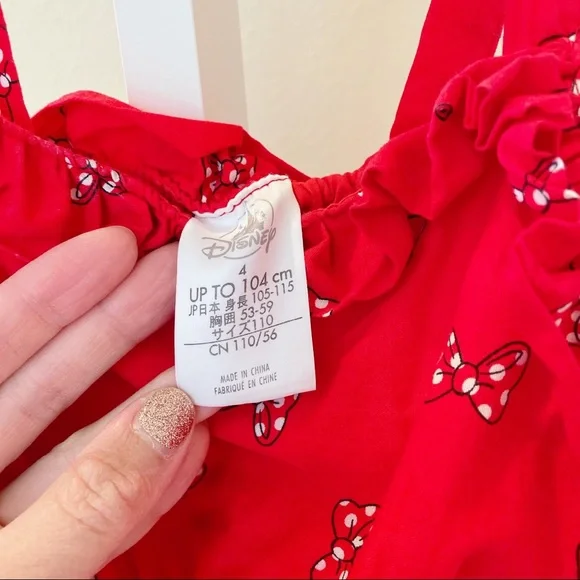 DISNEY
4
UP TO 104 cm
JP日本 身長 105-115
胸囲 53-59
サイズ110
CN 110/56
MADE IN CHINA
FABRIQUÉ EN CHINE